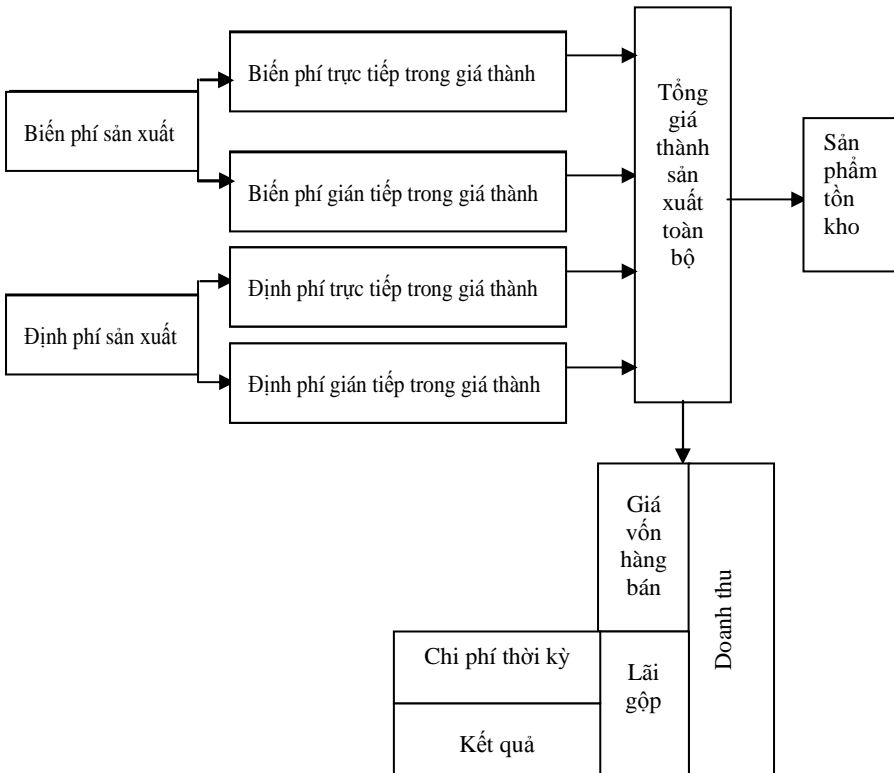 Biến phí sản xuất
Biến phí trực tiếp trong giá thành
Biến phí gián tiếp trong giá thành
Định phí sản xuất
Định phí trực tiếp trong giá thành
Định phí gián tiếp trong giá thành
Tổng
giá
thành
sản
xuất
toàn
bộ
Sản
phẩm
tồn
kho
Giá
vốn
hàng
bán
Doanh thu
Chi phí thời kỳ
Lãi
gộp
Kết quả